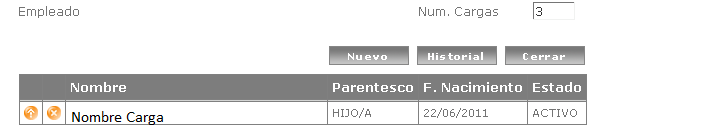 Empleado Num. Cargas 3
Nuevo Historial Cerrar
Nombre Parentesco F. Nacimiento Estado
Nombre Carga HIJO/A 22/06/2011 ACTIVO